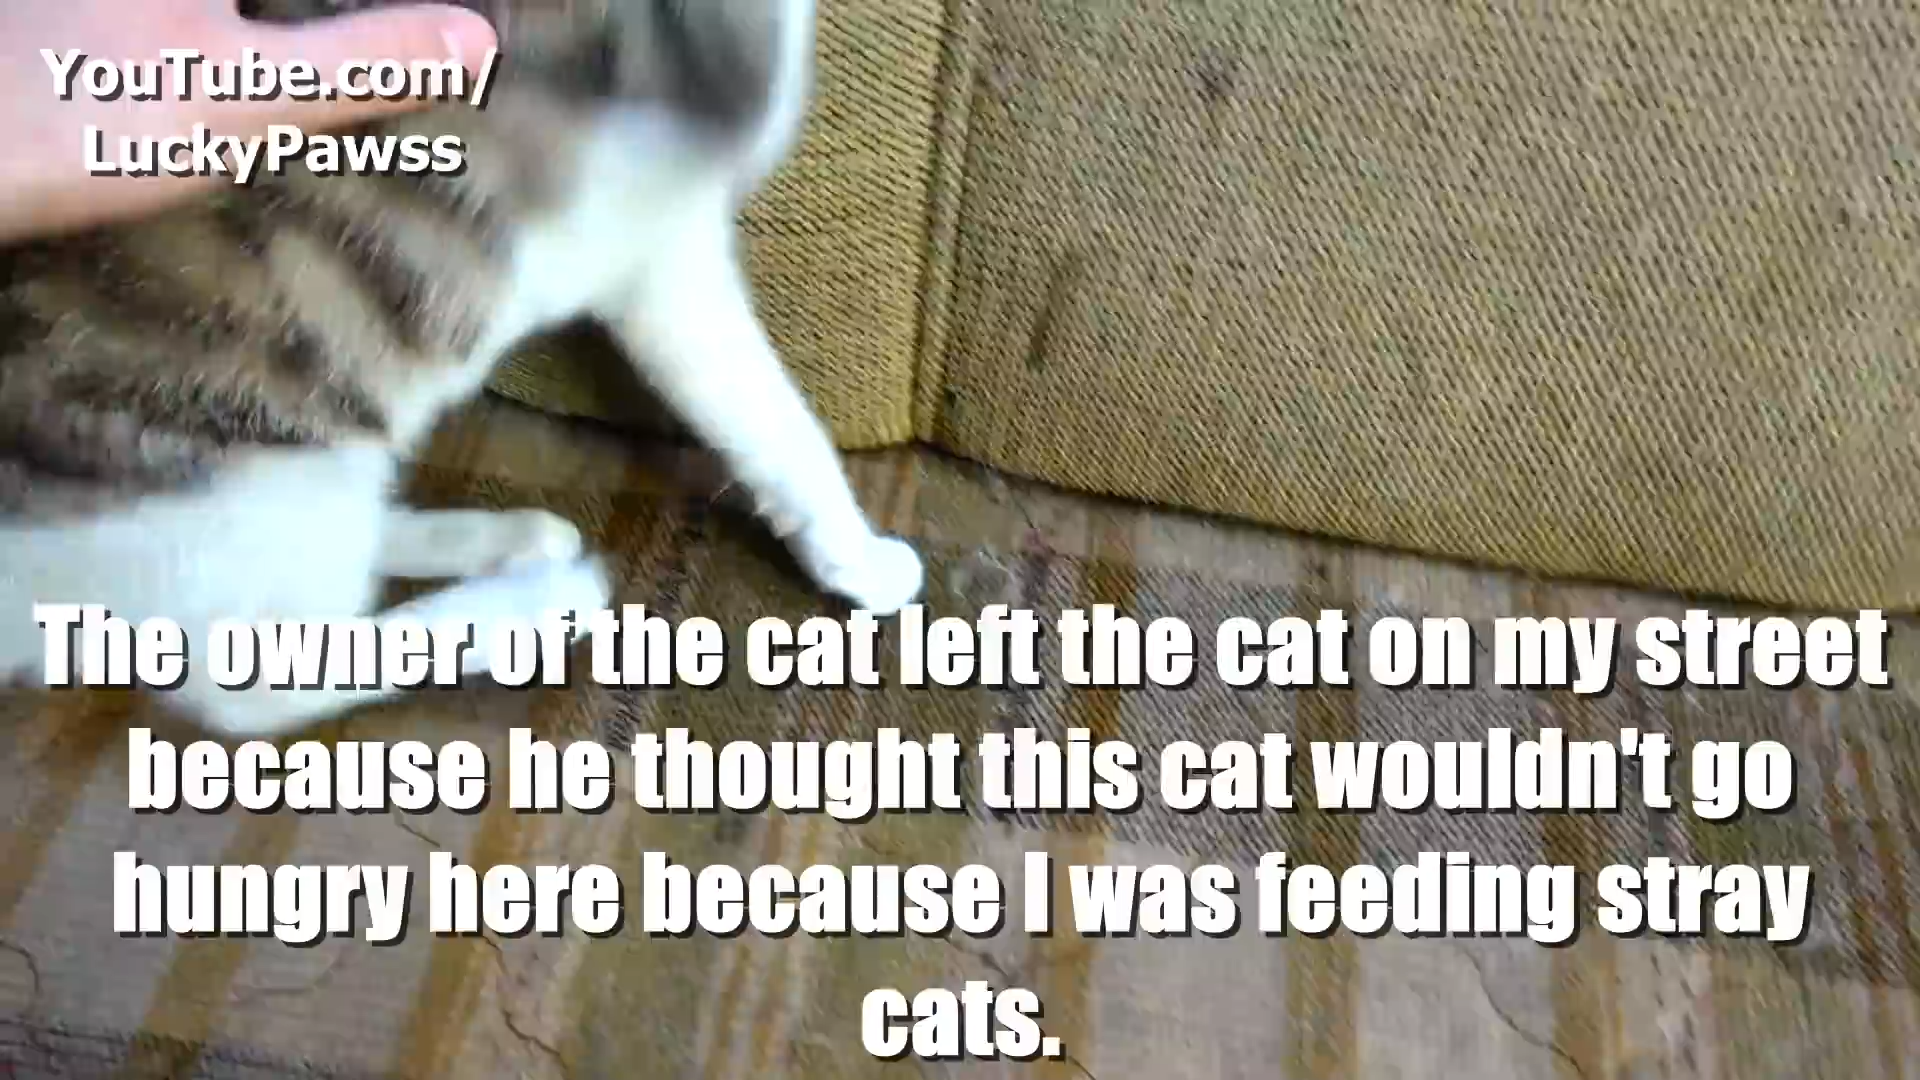 YouTube.com/
LuckyPawss
The owner of the cat left the cat on my street
because he thought this cat wouldn't go
hungry here because I was feeding stray
cats.